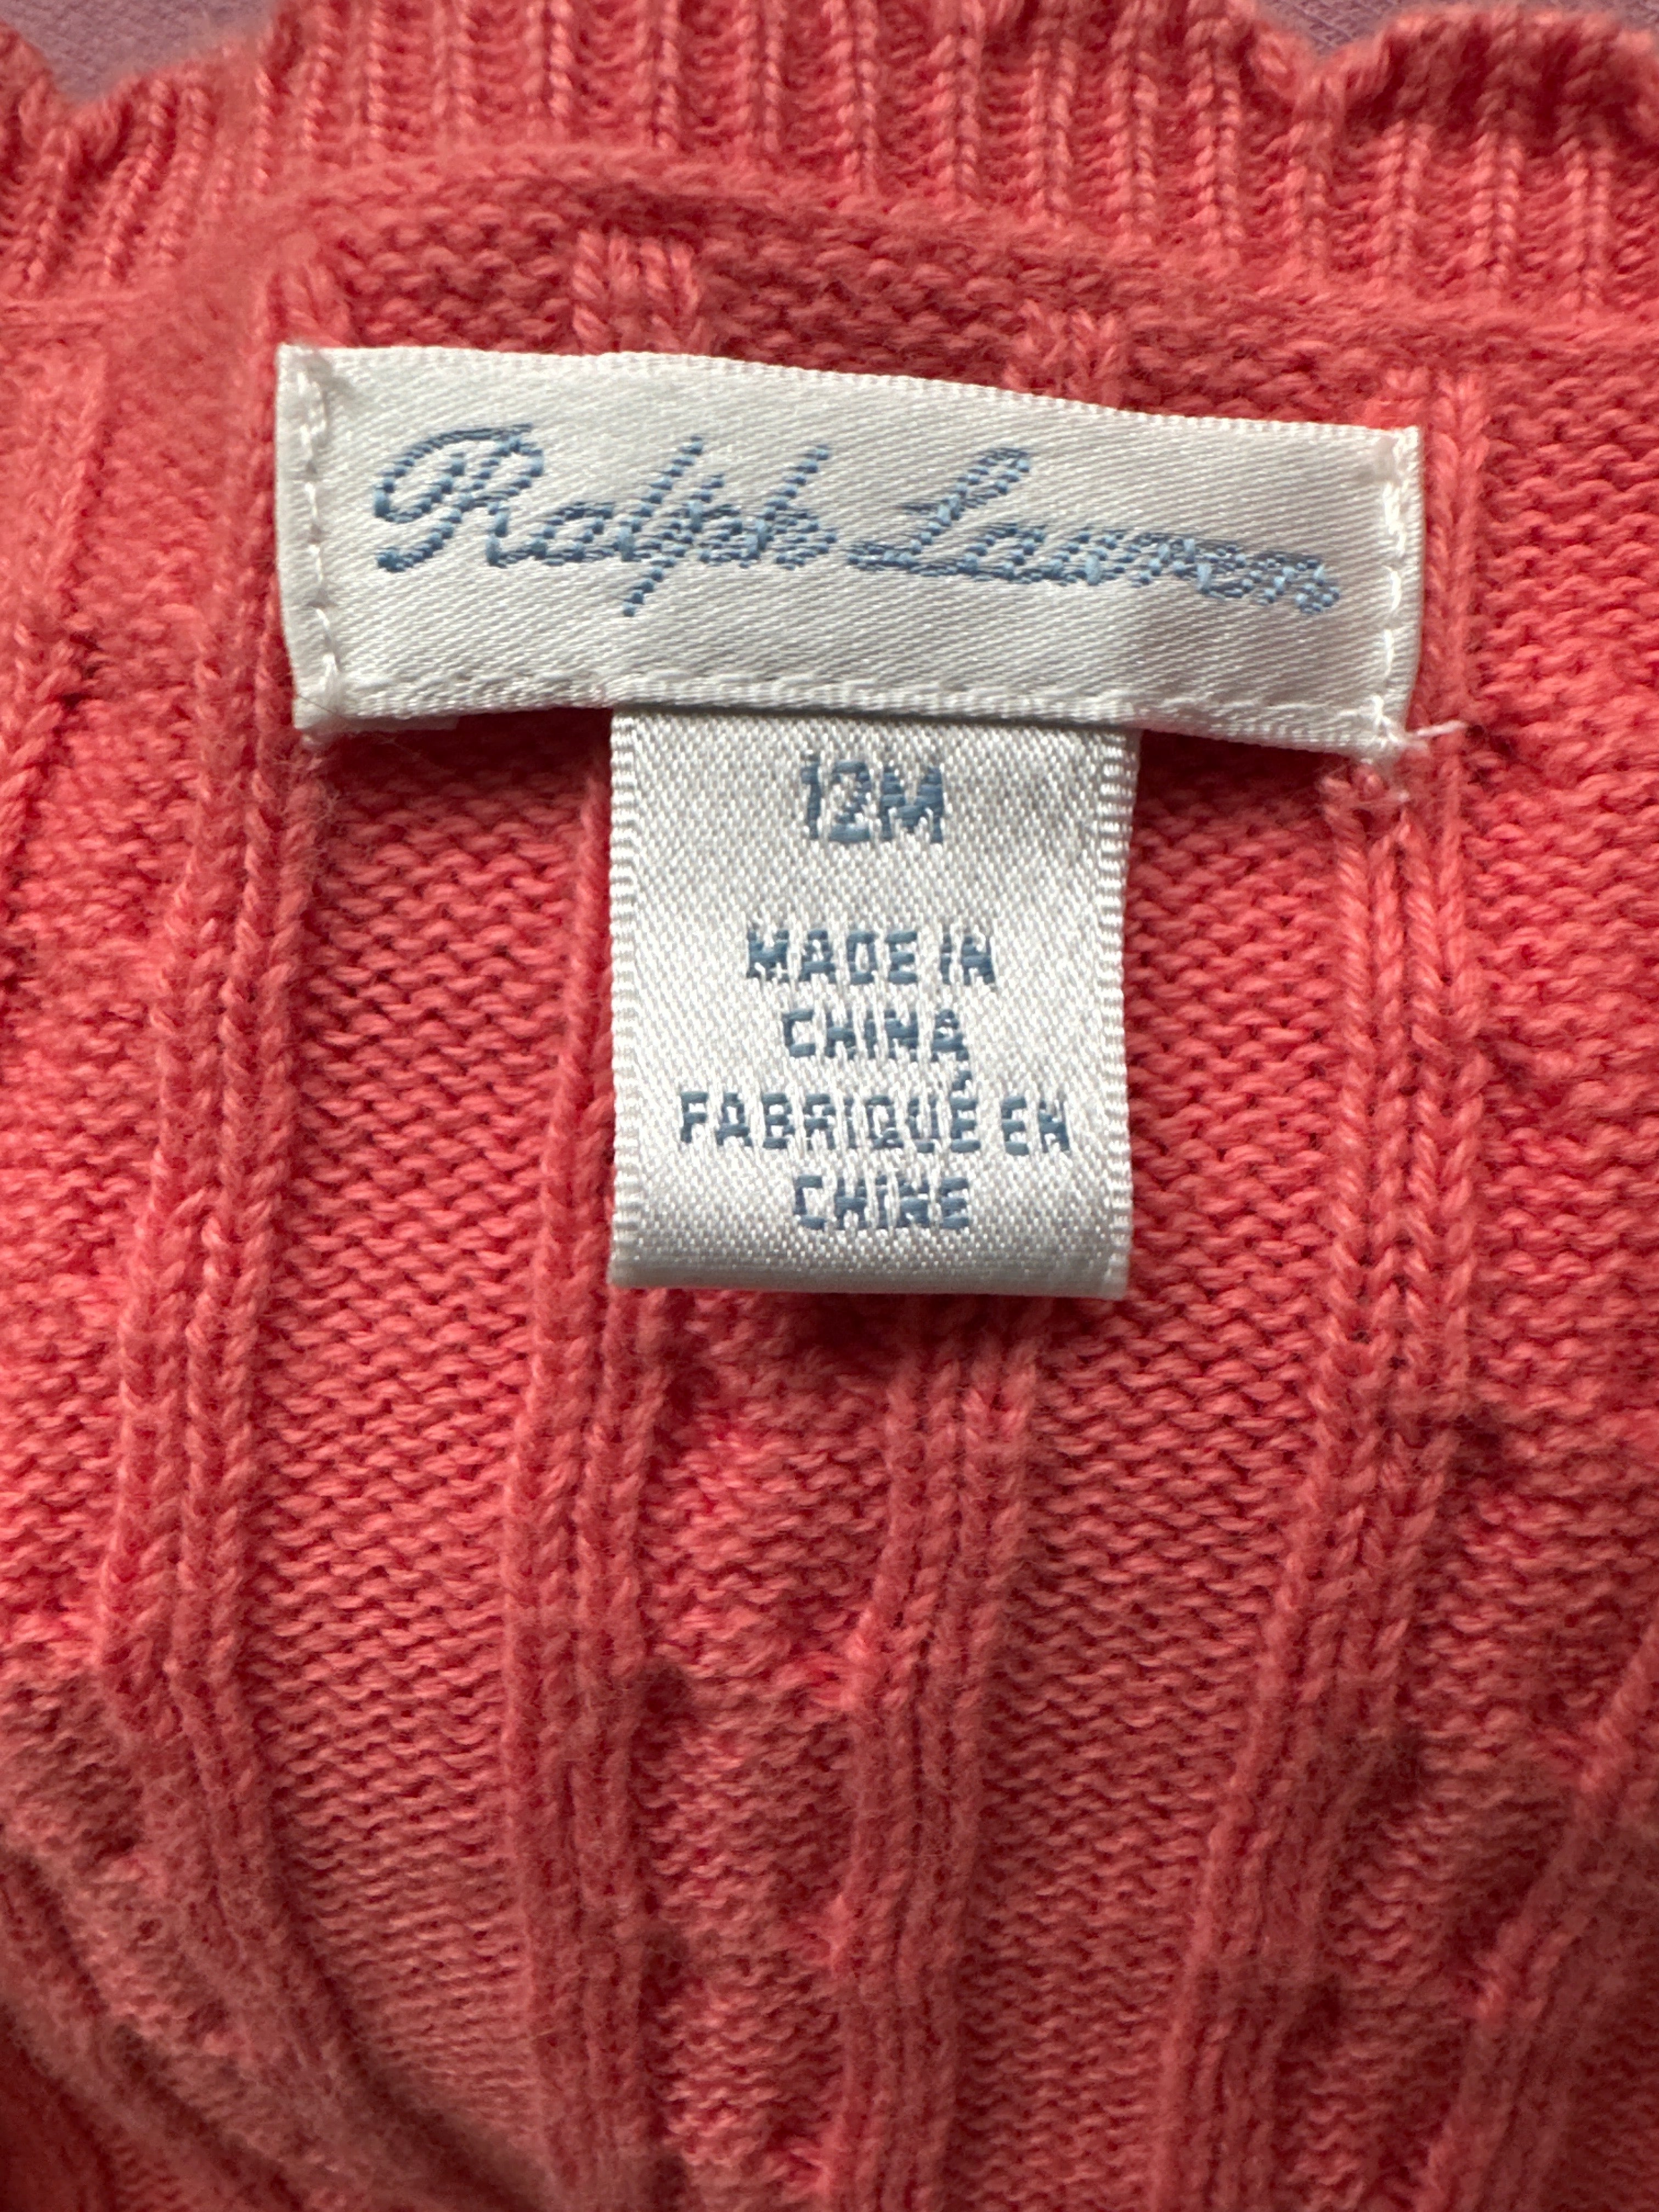 Ralph Lauren
12M
MADE IN
CHINA
FABRIQUÉ EN
CHINE